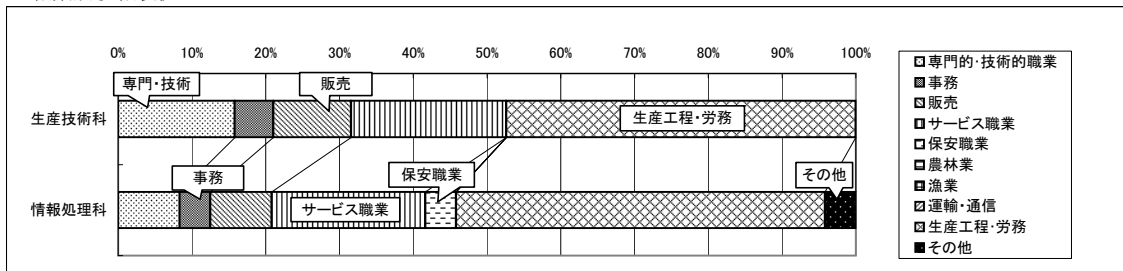 0% 10% 20% 30% 40% 50% 60% 70% 80% 90% 100%
専門・技術
販売
生産技術科
生産工程・労務
事務
保安職業
その他
情報処理科
サービス職業
専門的・技術的職業
事務
販売
サービス職業
保安職業
農林業
漁業
運輸・通信
生産工程・労務
その他